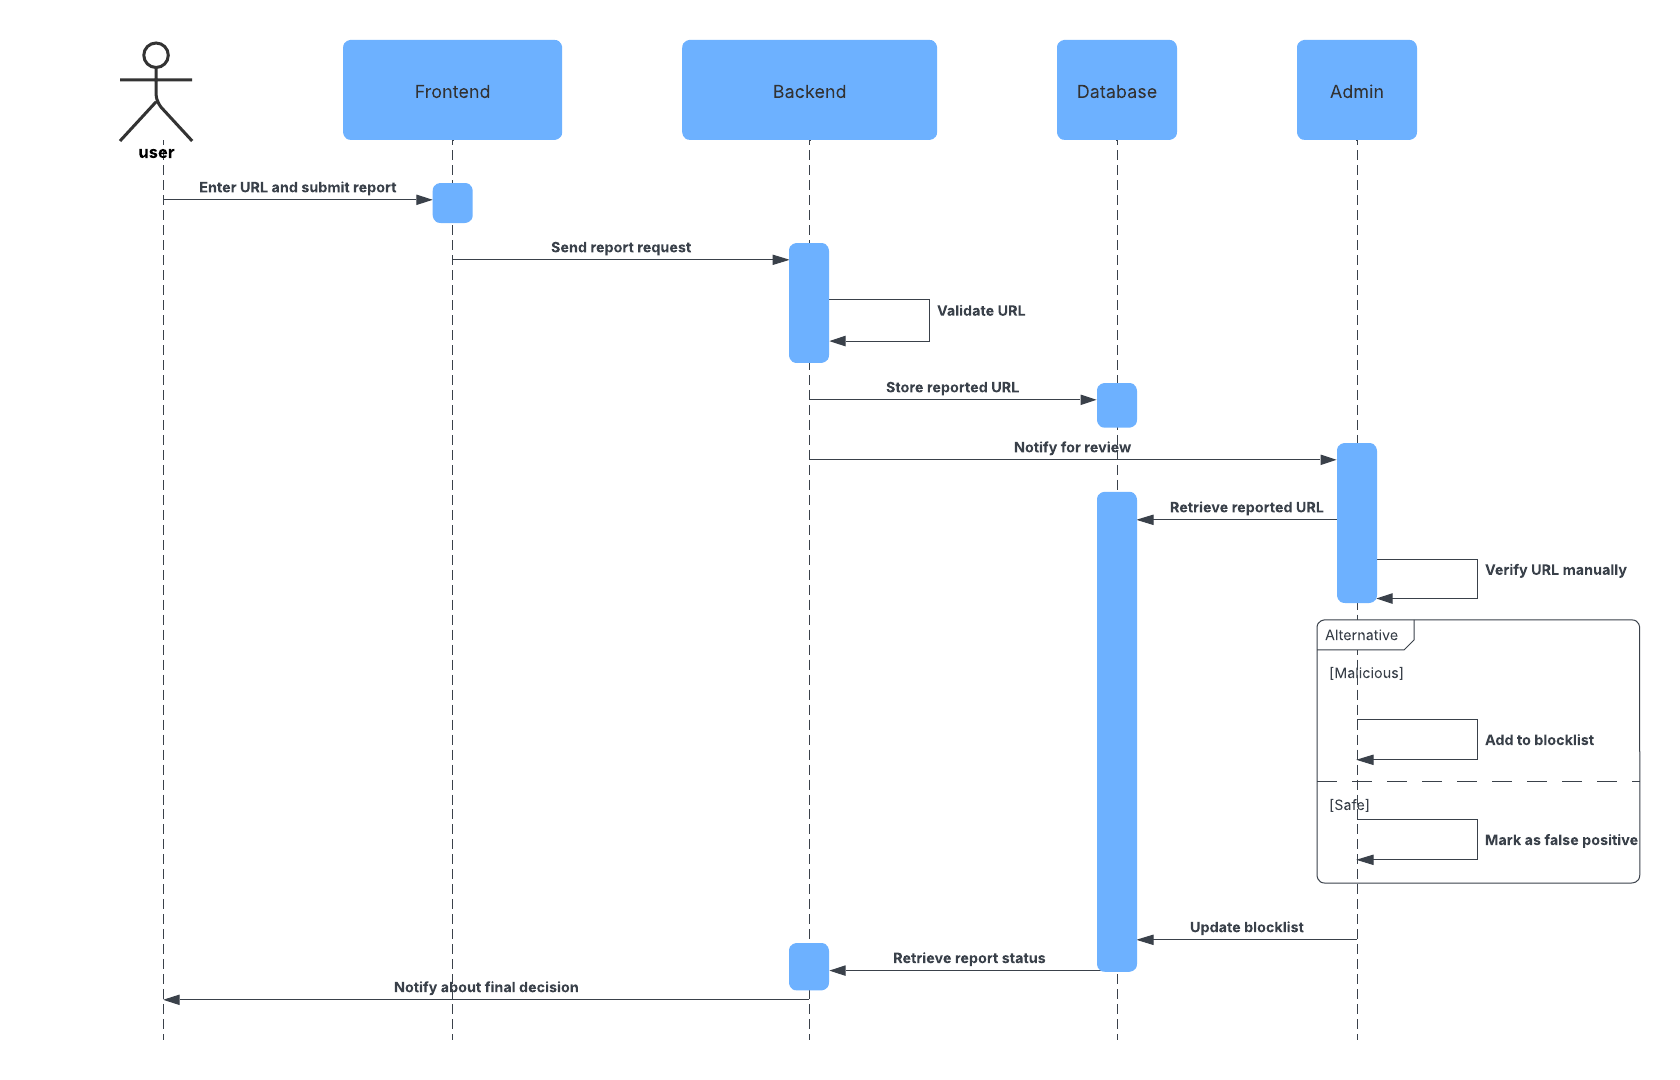 Frontend
Backend
Database
Admin
user
Enter URL and submit report
Send report request
Validate URL
Store reported URL
Notify for review
Retrieve reported URL
Verify URL manually
Alternative
[Malicious]
Add to blocklist
[Safe]
Mark as false positive
Update blocklist
Retrieve report status
Notify about final decision